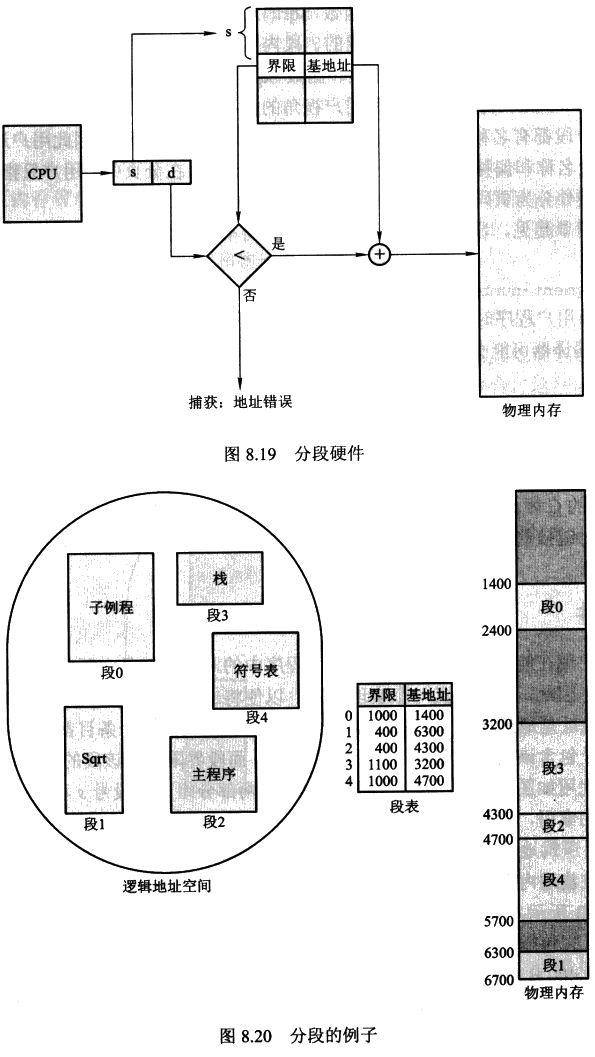 s
界限 基地址
CPU
s d
<
是
+
否
捕获：地址错误
物理内存
图 8.19 分段硬件
子例程
段0
栈
段3
符号表
段4
Sqrt
段1
主程序
段2
逻辑地址空间
界限 基地址
0 1000 1400
1 400 6300
2 400 4300
3 1100 3200
4 1000 4700
段表
1400
段0
2400
3200
段3
4300
段2
4700
段4
5700
6300
段1
6700
物理内存
图 8.20 分段的例子